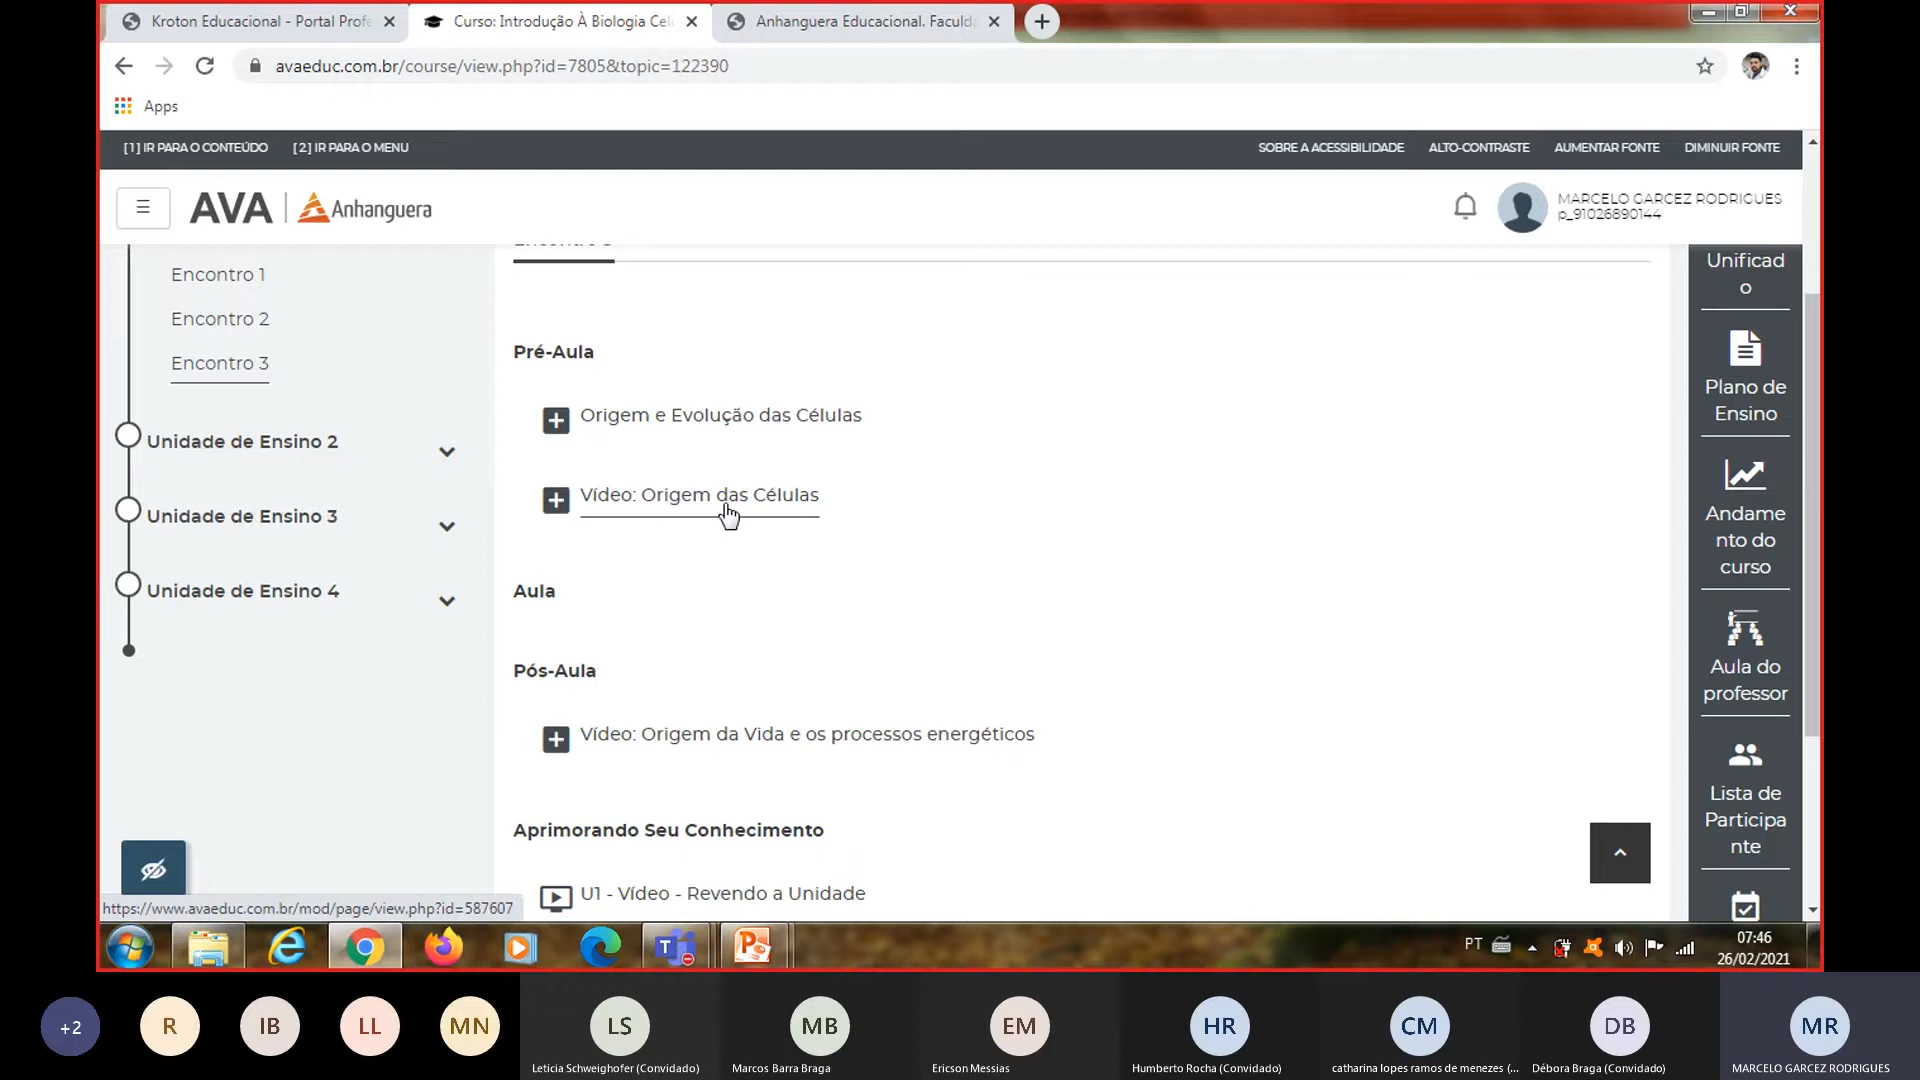 Kroton Educacional - Portal Profe
Curso: Introdução À Biologia Cel
Anhanguera Educacional. Faculd
avaeduc.com.br/course/view.php?id=7805&topic=122390
Apps
[1] IR PARA O CONTEÚDO
[2] IR PARA O MENU
SOBRE A ACESSIBILIDADE
ALTO-CONTRASTE
AUMENTAR FONTE
DIMINUIR FONTE
AVA
Anhanguera
MARCELO GARCEZ RODRIGUES
p_91026890144
Encontro 1
Encontro 2
Encontro 3
Unidade de Ensino 2
Unidade de Ensino 3
Unidade de Ensino 4
Pré-Aula
Origem e Evolução das Células
Vídeo: Origem das Células
Aula
Pós-Aula
Vídeo: Origem da Vida e os processos energéticos
Aprimorando Seu Conhecimento
U1 - Vídeo - Revendo a Unidade
Unificad
o
Plano de
Ensino
Andame
nto do
curso
Aula do
professor
Lista de
Participa
nte
https://www.avaeduc.com.br/mod/page/view.php?id=587607
PT
07:46
26/02/2021
+2
R
IB
LL
MN
LS
Leticia Schweighofer (Convidado)
MB
Marcos Barra Braga
EM
Ericson Messias
HR
Humberto Rocha (Convidado)
CM
catharina lopes ramos de menezes (...
DB
Débora Braga (Convidado)
MR
MARCELO GARCEZ RODRIGUES